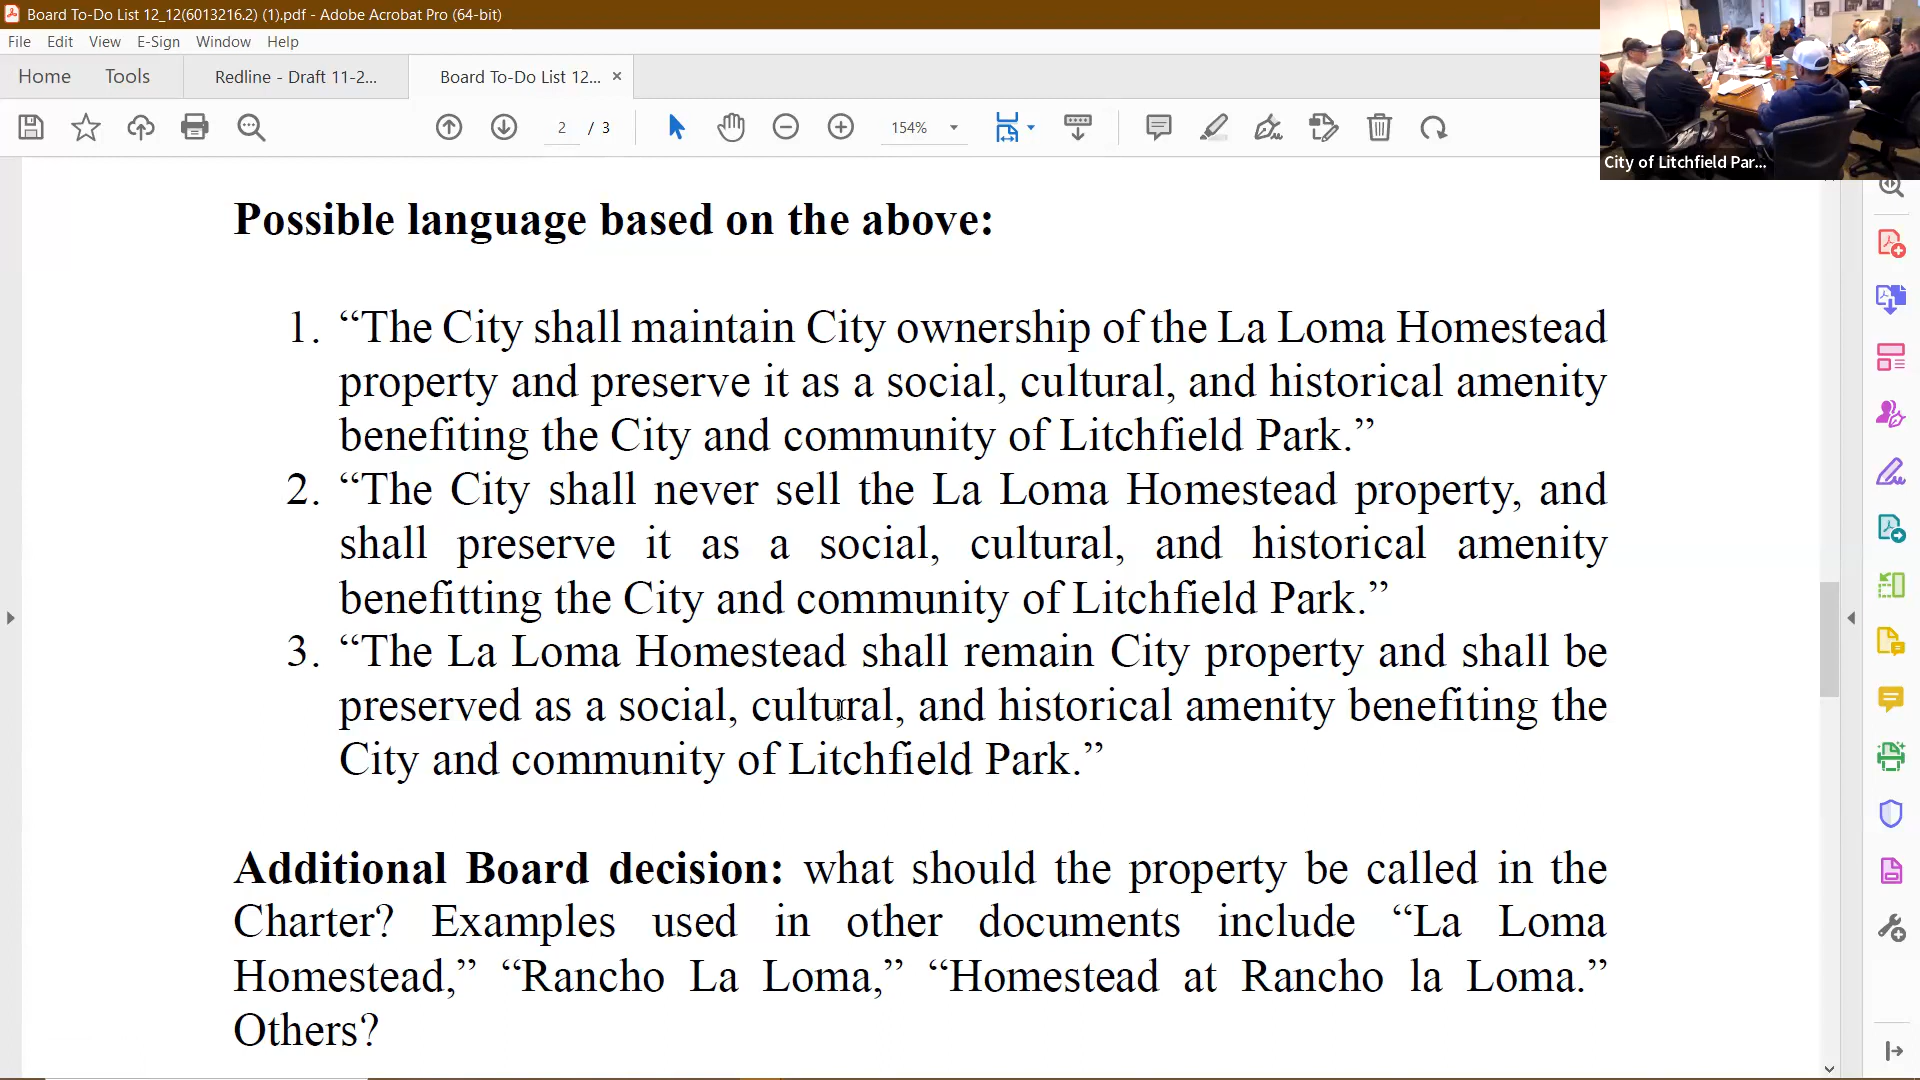 Board To-Do List 12_12(6013216.2) (1).pdf - Adobe Acrobat Pro (64-bit)
File Edit View E-Sign Window Help
Home Tools Redline - Draft 11-2... Board To-Do List 12... ×
2 / 3 154%
City of Litchfield Par...
Possible language based on the above:
1. “The City shall maintain City ownership of the La Loma Homestead
property and preserve it as a social, cultural, and historical amenity
benefiting the City and community of Litchfield Park.”
2. “The City shall never sell the La Loma Homestead property, and
shall preserve it as a social, cultural, and historical amenity
benefitting the City and community of Litchfield Park.”
3. “The La Loma Homestead shall remain City property and shall be
preserved as a social, cultural, and historical amenity benefiting the
City and community of Litchfield Park.”
Additional Board decision: what should the property be called in the
Charter? Examples used in other documents include “La Loma
Homestead,” “Rancho La Loma,” “Homestead at Rancho la Loma.”
Others?